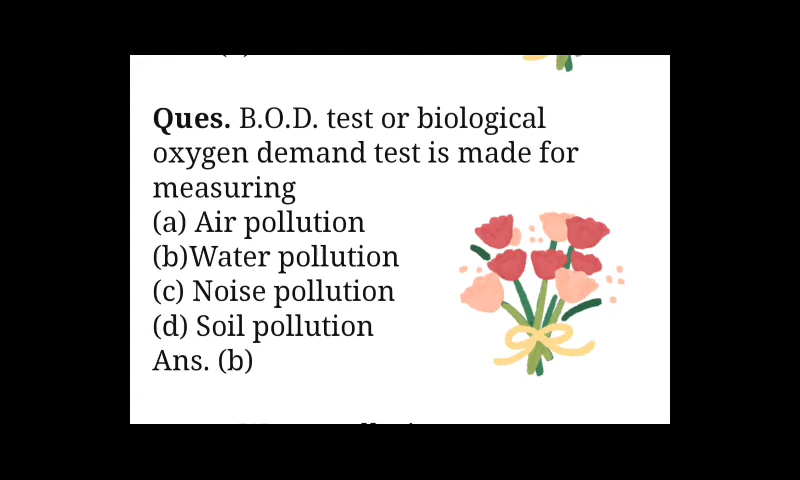 Ques. B.O.D. test or biological
oxygen demand test is made for
measuring
(a) Air pollution
(b)Water pollution
(c) Noise pollution
(d) Soil pollution
Ans. (b)